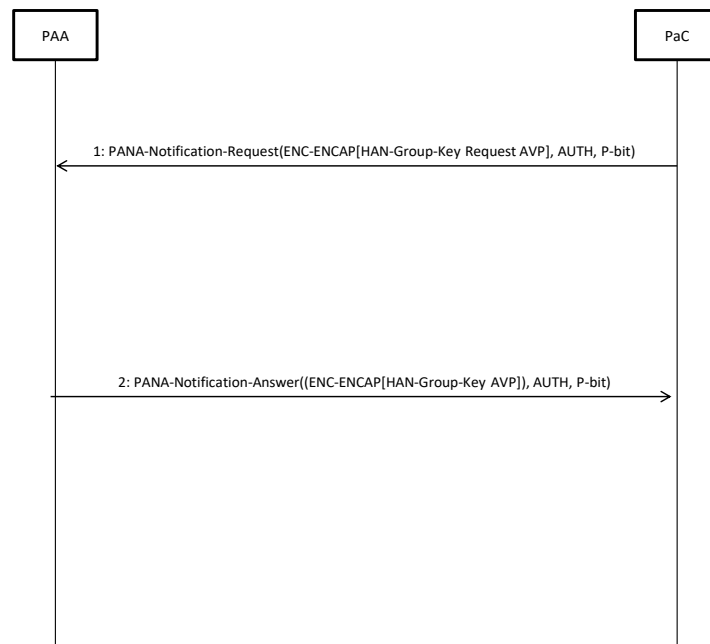 PAA
PaC
1: PANA-Notification-Request(ENC-ENCAP[HAN-Group-Key Request AVP], AUTH, P-bit)
2: PANA-Notification-Answer((ENC-ENCAP[HAN-Group-Key AVP]), AUTH, P-bit)